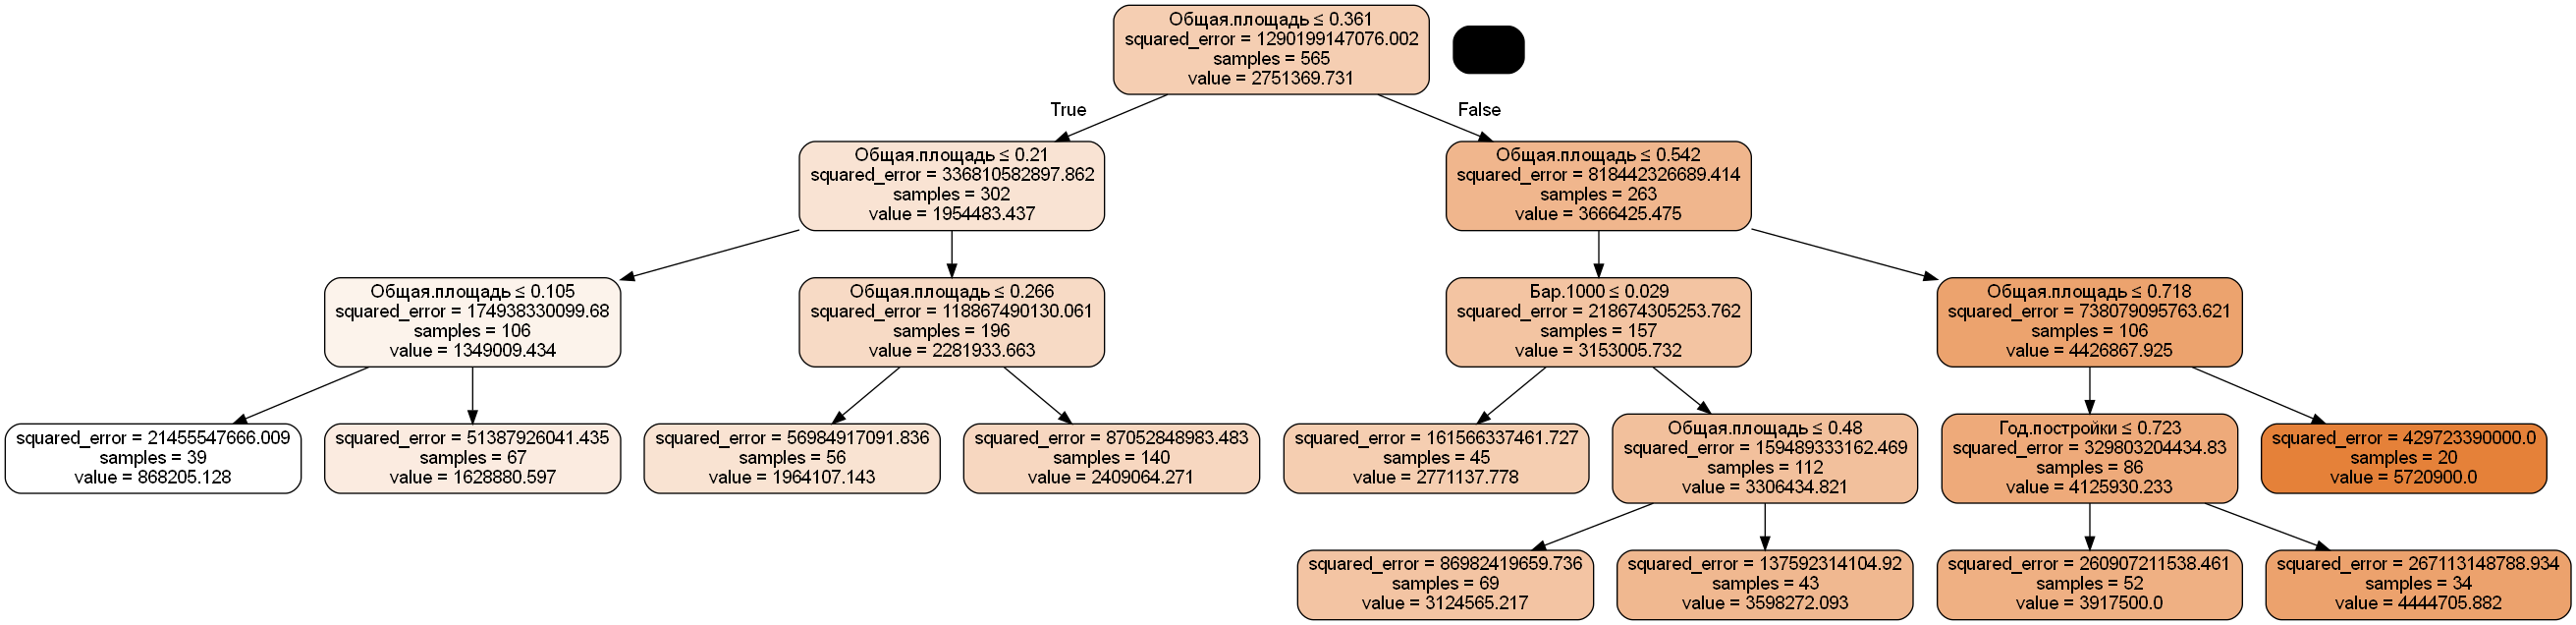 Общая.площадь ≤ 0.361
squared_error = 1290199147076.002
samples = 565
value = 2751369.731
True
False
Общая.площадь ≤ 0.21
squared_error = 336810582897.862
samples = 302
value = 1954483.437
Общая.площадь ≤ 0.542
squared_error = 818442326689.414
samples = 263
value = 3666425.475
Общая.площадь ≤ 0.105
squared_error = 174938330099.68
samples = 106
value = 1349009.434
Общая.площадь ≤ 0.266
squared_error = 118867490130.061
samples = 196
value = 2281933.663
Бар.1000 ≤ 0.029
squared_error = 218674305253.762
samples = 157
value = 3153005.732
Общая.площадь ≤ 0.718
squared_error = 738079095763.621
samples = 106
value = 4426867.925
squared_error = 21455547666.009
samples = 39
value = 868205.128
squared_error = 51387926041.435
samples = 67
value = 1628880.597
squared_error = 56984917091.836
samples = 56
value = 1964107.143
squared_error = 87052848983.483
samples = 140
value = 2409064.271
squared_error = 161566337461.727
samples = 45
value = 2771137.778
Общая.площадь ≤ 0.48
squared_error = 159489333162.469
samples = 112
value = 3306434.821
Год.постройки ≤ 0.723
squared_error = 329803204434.83
samples = 86
value = 4125930.233
squared_error = 429723390000.0
samples = 20
value = 5720900.0
squared_error = 86982419659.736
samples = 69
value = 3124565.217
squared_error = 137592314104.92
samples = 43
value = 3598272.093
squared_error = 260907211538.461
samples = 52
value = 3917500.0
squared_error = 267113148788.934
samples = 34
value = 4444705.882